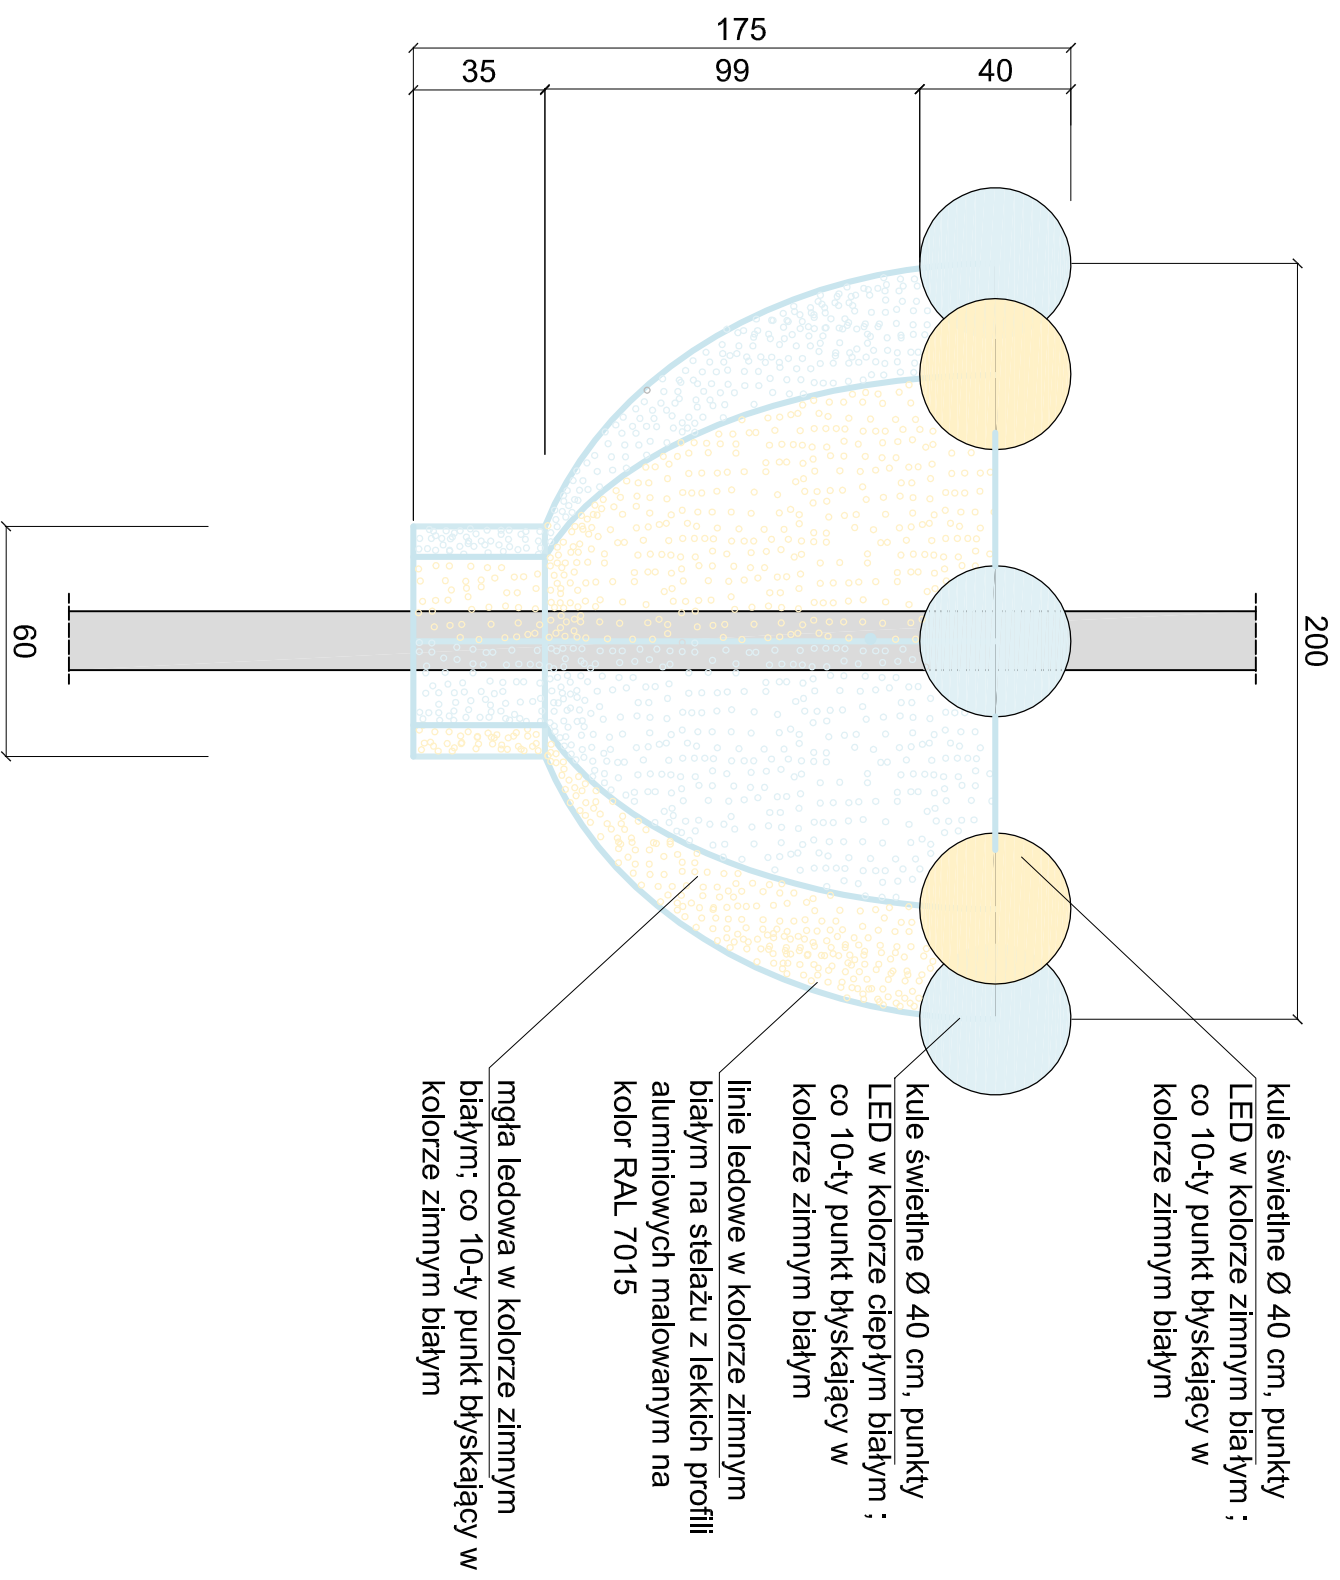 175
35
99
40
200
60
kule świetlne Ø 40 cm, punkty
LED w kolorze zimnym białym ;
co 10-ty punkt błyskający w
kolorze zimnym białym
kule świetlne Ø 40 cm, punkty
LED w kolorze ciepłym białym ;
co 10-ty punkt błyskający w
kolorze zimnym białym
linie ledowe w kolorze zimnym
białym na stelażu z lekkich profili
aluminiowych malowanym na
kolor RAL 7015
mgła ledowa w kolorze zimnym
białym; co 10-ty punkt błyskający w
kolorze zimnym białym